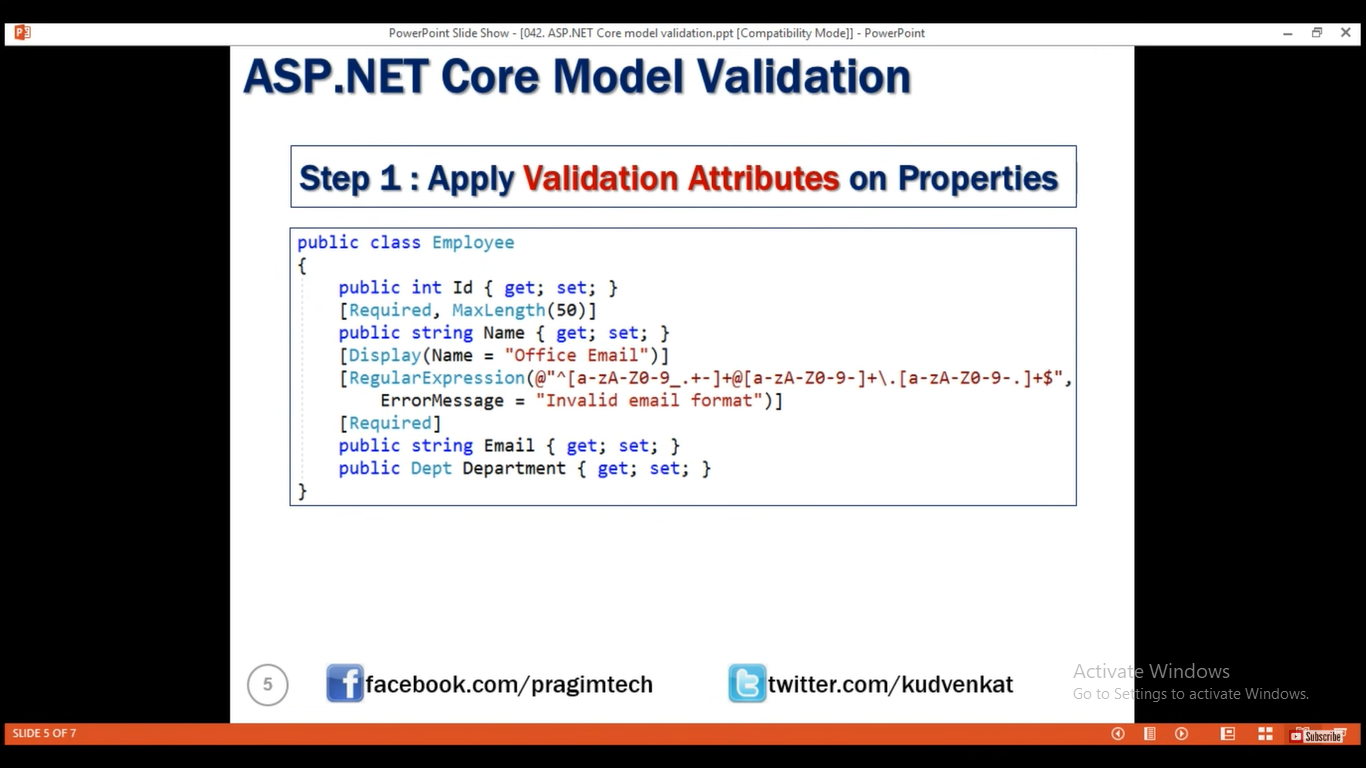 PowerPoint Slide Show - [042. ASP.NET Core model validation.ppt [Compatibility Mode]] - PowerPoint
ASP.NET Core Model Validation
Step 1 : Apply Validation Attributes on Properties
public class Employee
{
    public int Id { get; set; }
    [Required, MaxLength(50)]
    public string Name { get; set; }
    [Display(Name = "Office Email")]
    [RegularExpression(@"^[a-zA-Z0-9_.+-]+@[a-zA-Z0-9-]+\.[a-zA-Z0-9-.]+$",
        ErrorMessage = "Invalid email format")]
    [Required]
    public string Email { get; set; }
    public Dept Department { get; set; }
}
5
facebook.com/pragimtech
twitter.com/kudvenkat
Activate Windows
Go to Settings to activate Windows.
SLIDE 5 OF 7
Subscribe